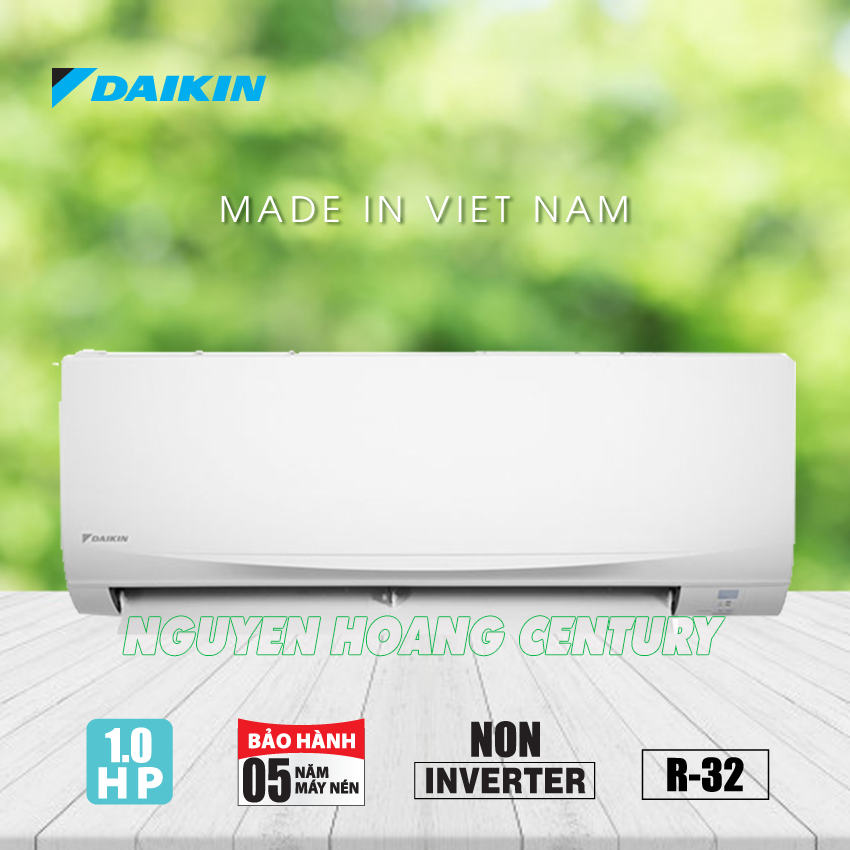 DAIKIN
MADE IN VIET NAM
DAIKIN
NGUYEN HOANG CENTURY
1.0
HP
BẢO HÀNH
05 NĂM
MÁY NÉN
NON
INVERTER
R-32